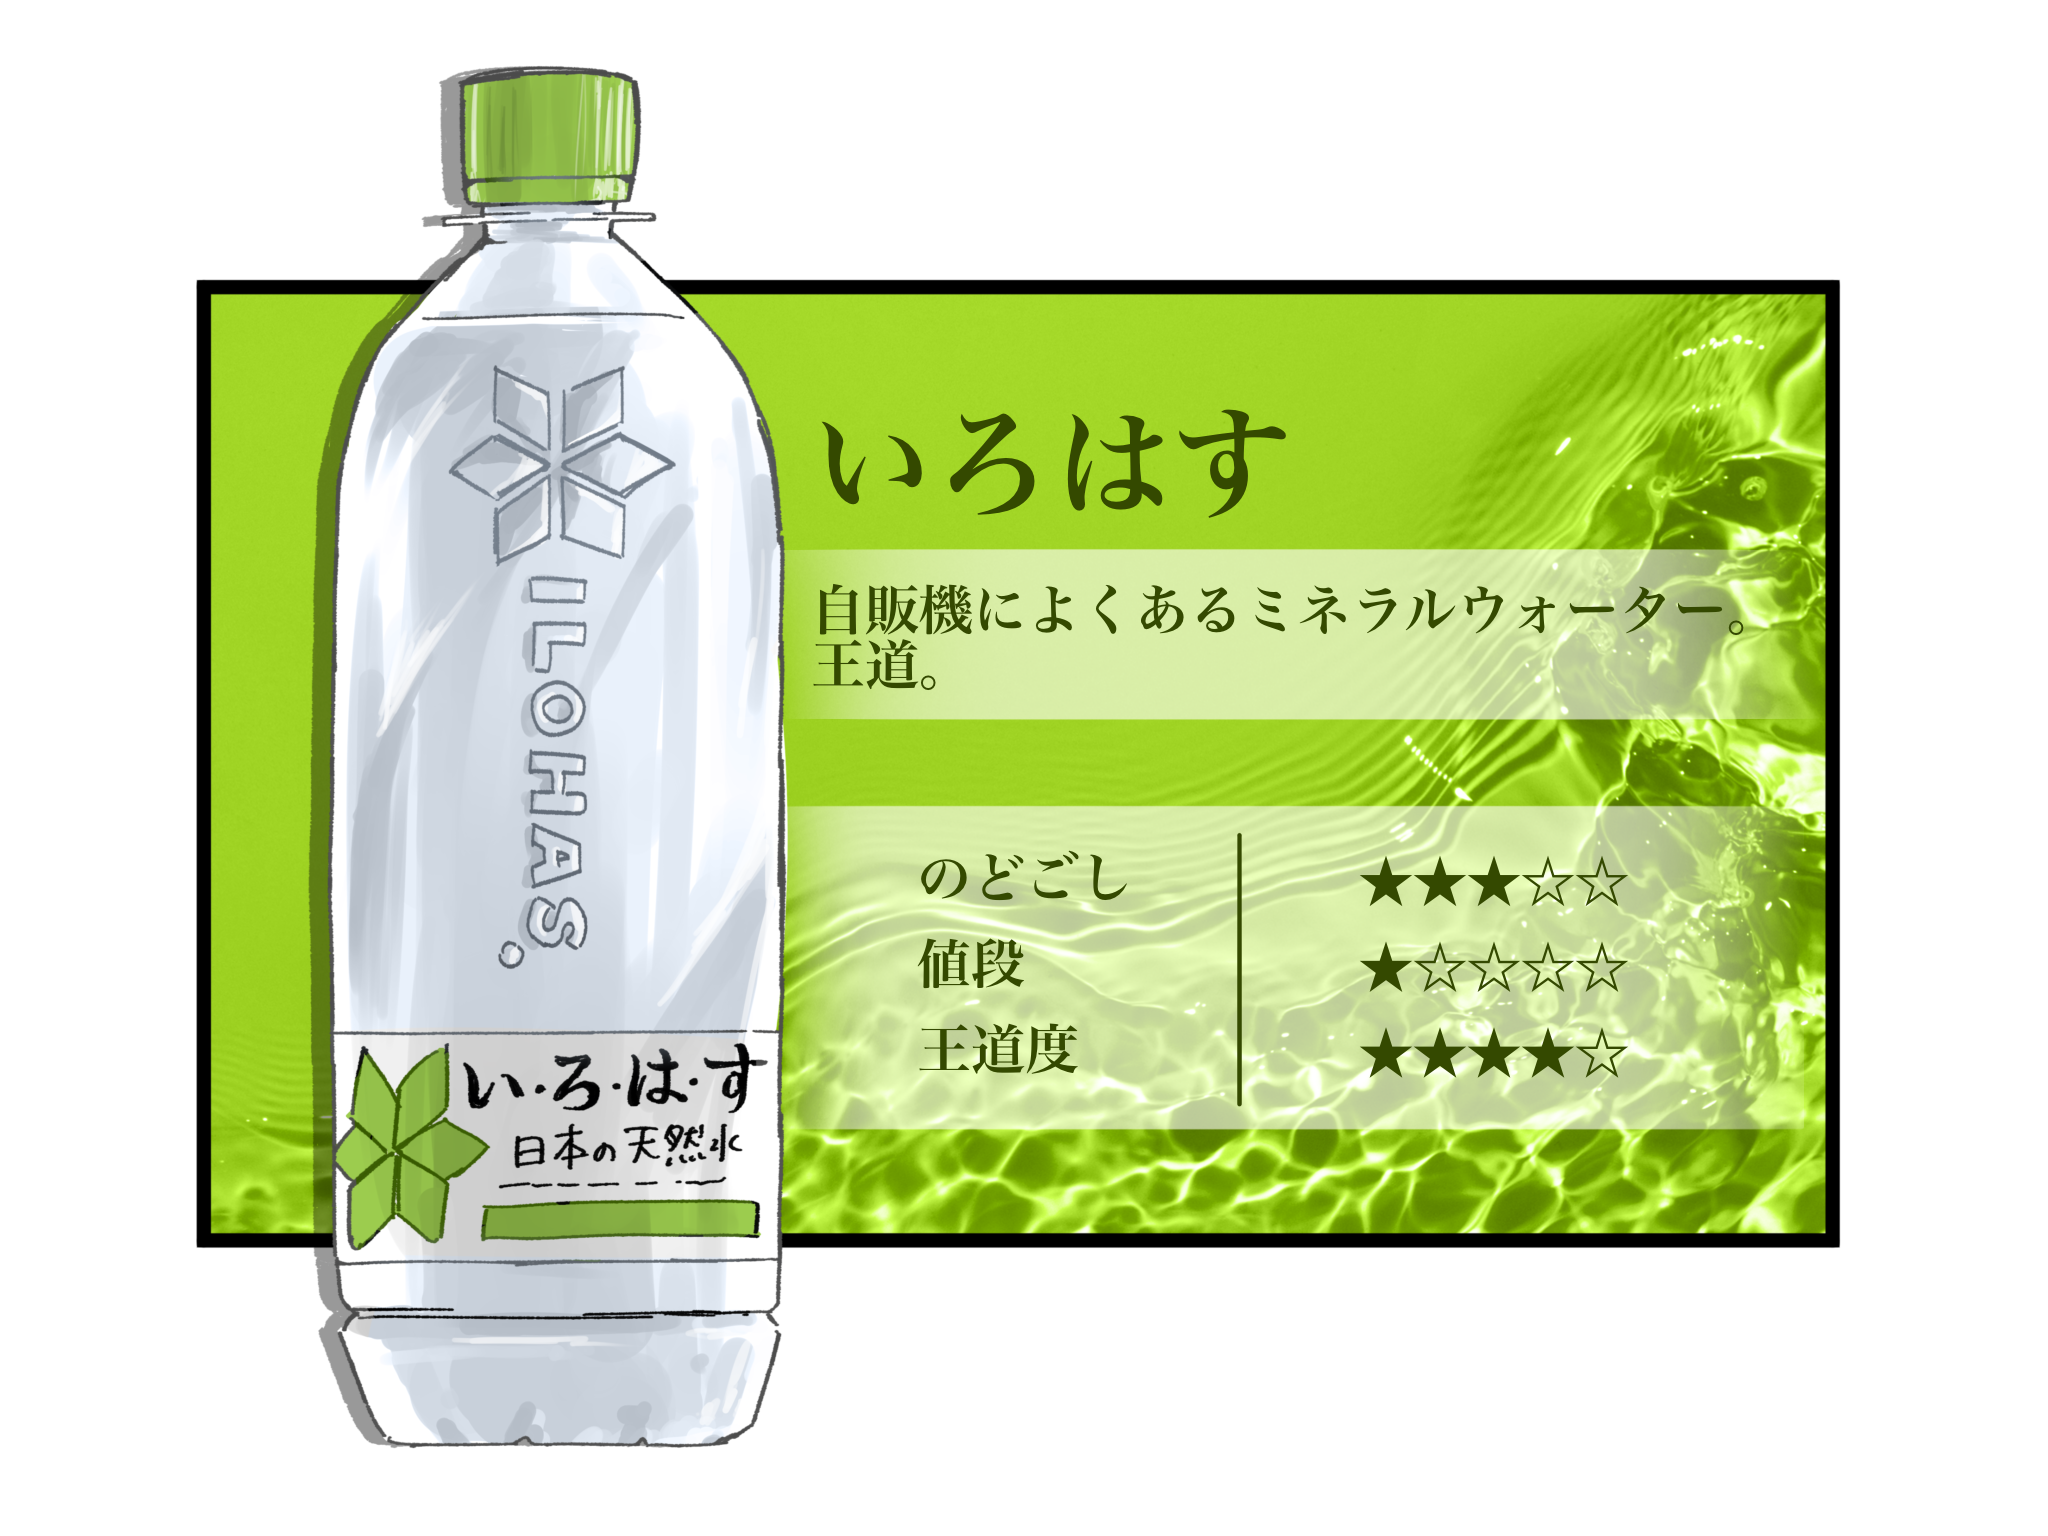 いろはす
自販機によくあるミネラルウォーター。
王道。
のどごし ★★★☆☆
値段 ★☆☆☆☆
王道度 ★★★★☆
ILOHAS.
い・ろ・は・す
日本の天然水